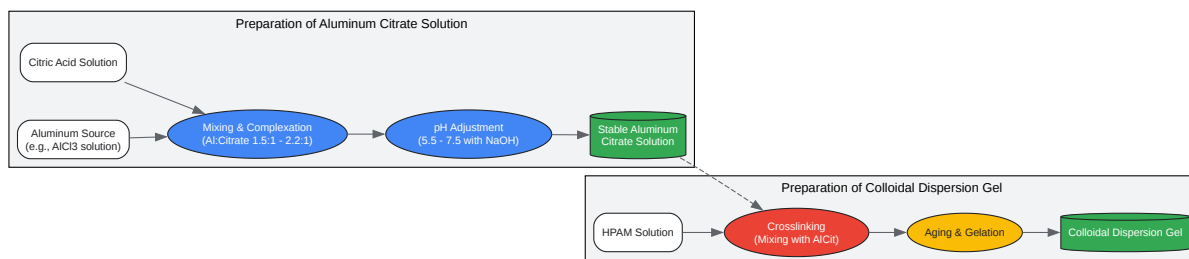 Preparation of Aluminum Citrate Solution
Citric Acid Solution
Aluminum Source
(e.g., AlCl3 solution)
Mixing & Complexation
(Al:Citrate 1.5:1 - 2.2:1)
pH Adjustment
(5.5 - 7.5 with NaOH)
Stable Aluminum
Citrate Solution
Preparation of Colloidal Dispersion Gel
HPAM Solution
Crosslinking
(Mixing with AlCit)
Aging & Gelation
Colloidal Dispersion Gel